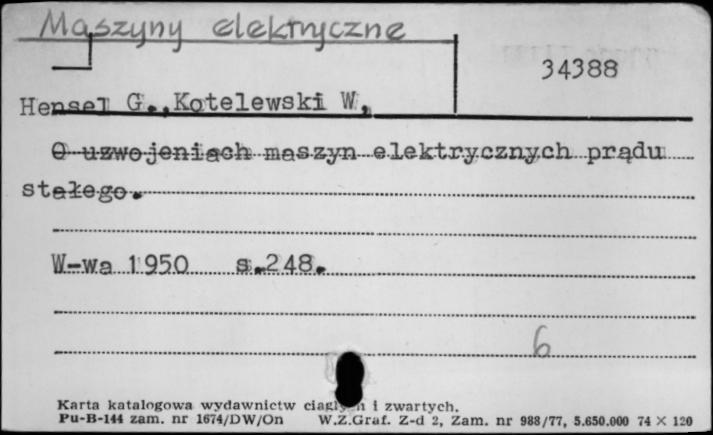 Maszyny elektryczne
34388
Hensel G., Kotelewski W,
O uzwojeniach maszyn elektrycznych prądu
stałego.
W-wa 1950 s.248.
6
Karta katalogowa wydawnictw ciągłych i zwartych.
Pu-B-144 zam. nr 1674/DW/On W.Z.Graf. Z-d 2, Zam. nr 988/77, 5.650.000 74 × 120